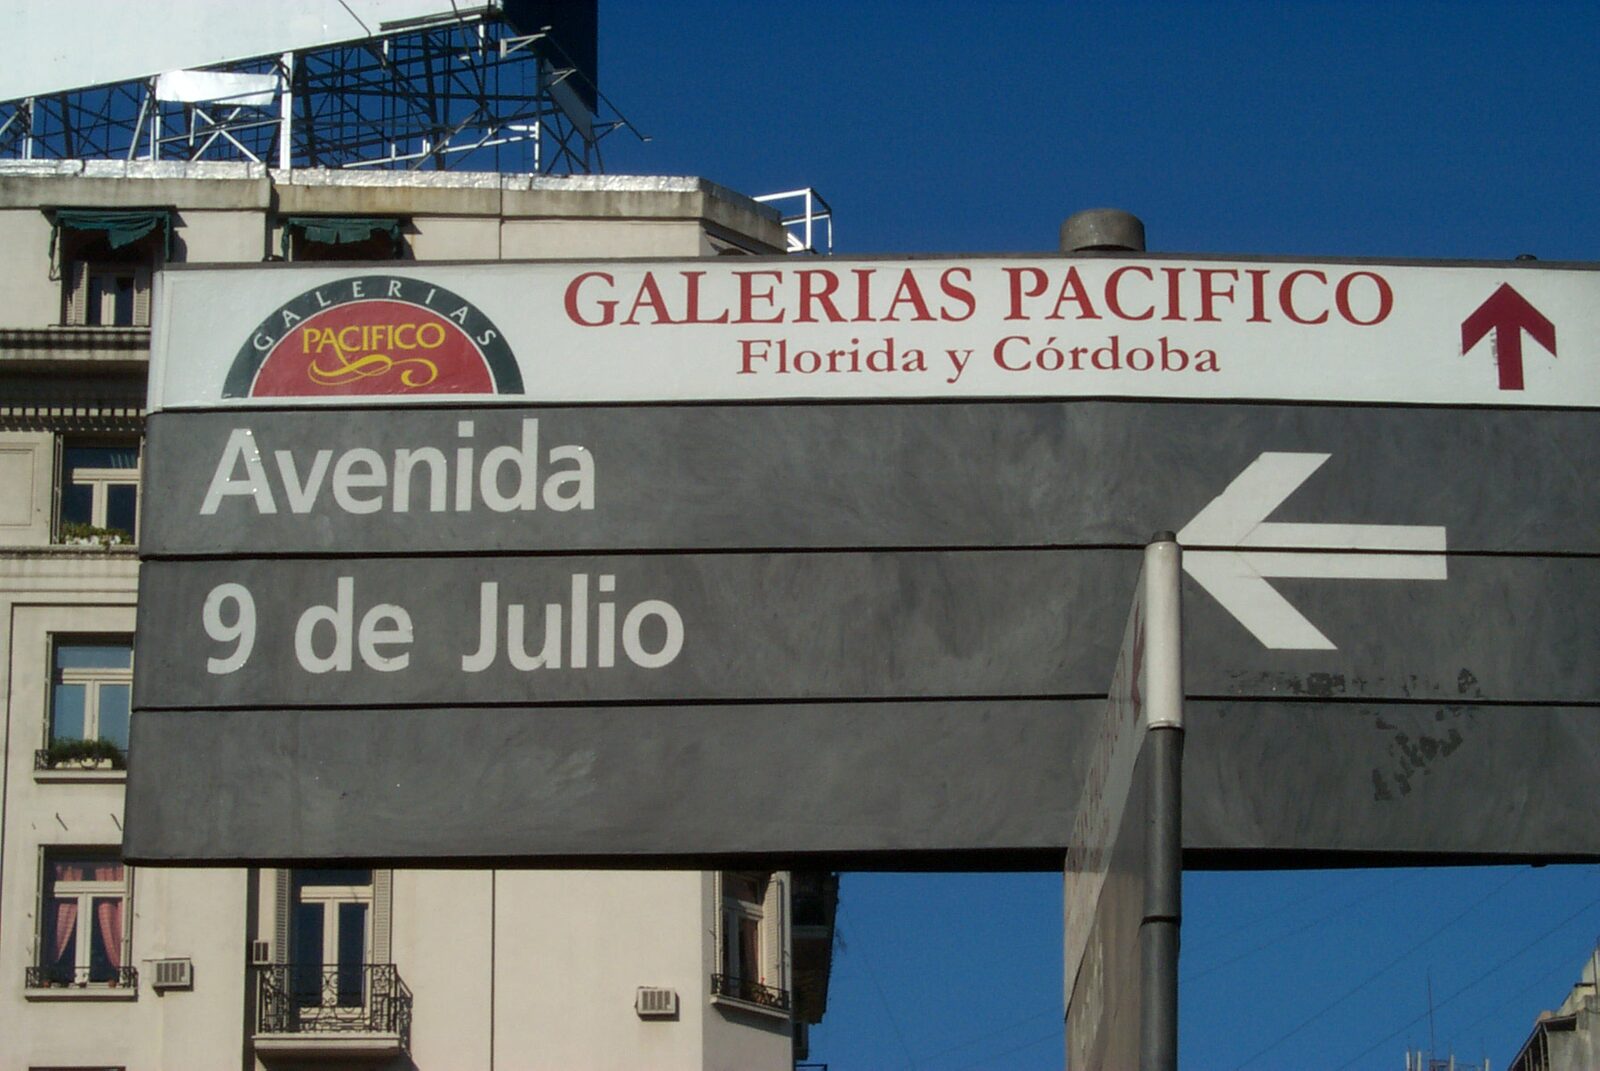 GALERIAS
PACIFICO
GALERIAS PACIFICO
Florida y Córdoba
Avenida
9 de Julio